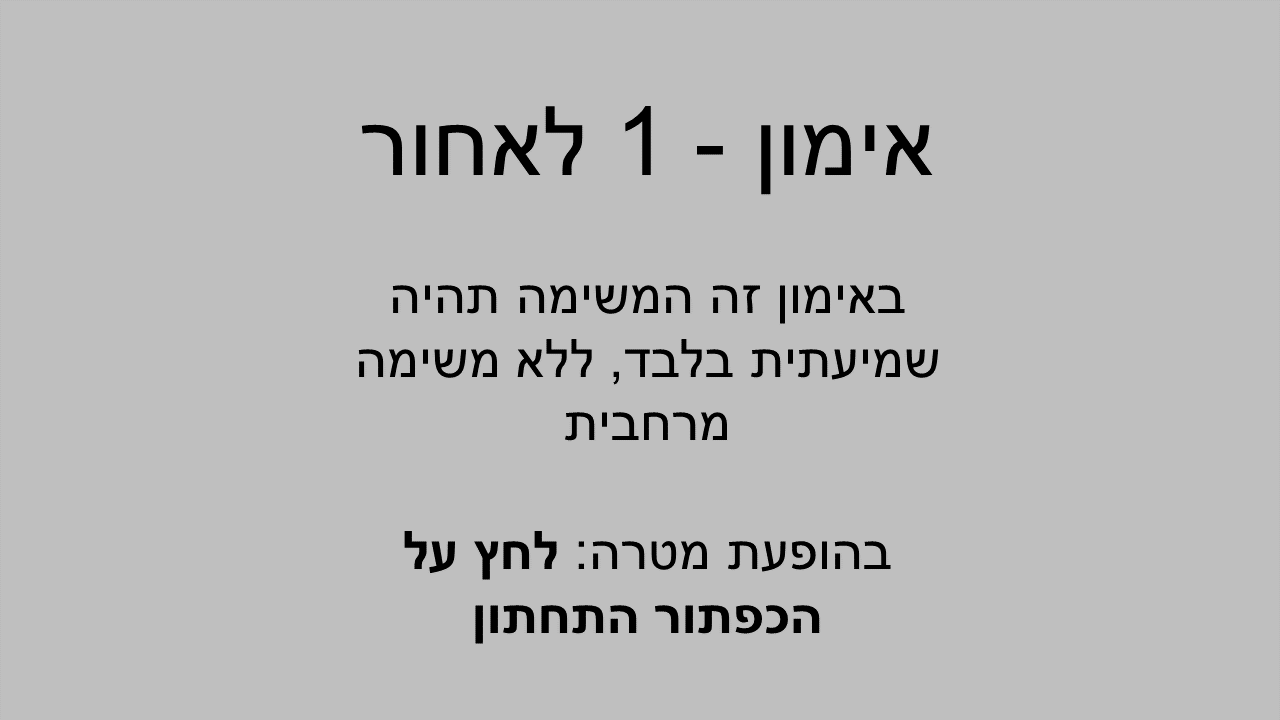 אימון - 1 לאחור
באימון זה המשימה תהיה
שמיעתית בלבד, ללא משימה
מרחבית
בהופעת מטרה: לחץ על
הכפתור התחתון